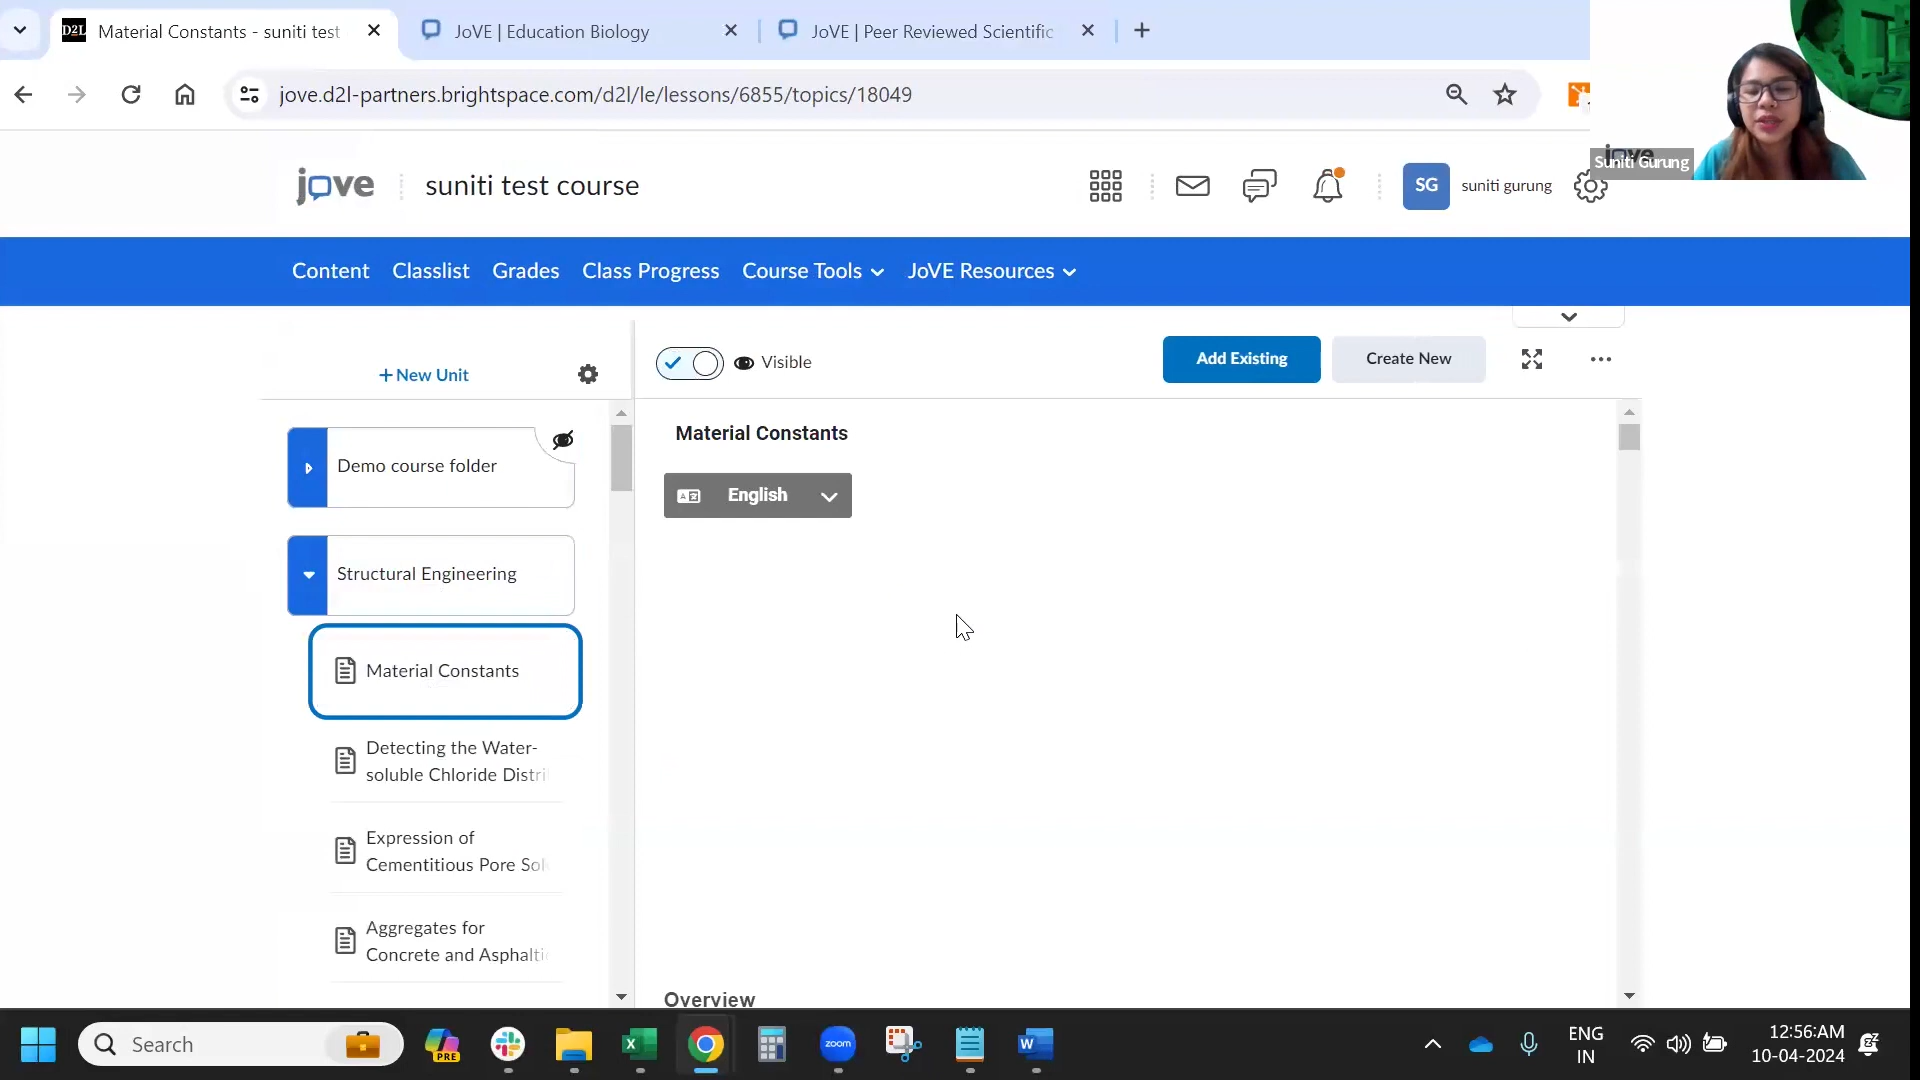 D2L Material Constants - suniti test
JoVE | Education Biology
JoVE | Peer Reviewed Scientific
jove.d2l-partners.brightspace.com/d2l/le/lessons/6855/topics/18049
jove
suniti test course
SG
suniti gurung
jove
Suniti Gurung
Content
Classlist
Grades
Class Progress
Course Tools
JoVE Resources
+ New Unit
Visible
Add Existing
Create New
Demo course folder
Structural Engineering
Material Constants
Detecting the Water-
soluble Chloride Distri
Expression of
Cementitious Pore Sol
Aggregates for
Concrete and Asphalti
Material Constants
English
Overview
Search
PRE
X
zoom
W
ENG
IN
12:56:AM
10-04-2024